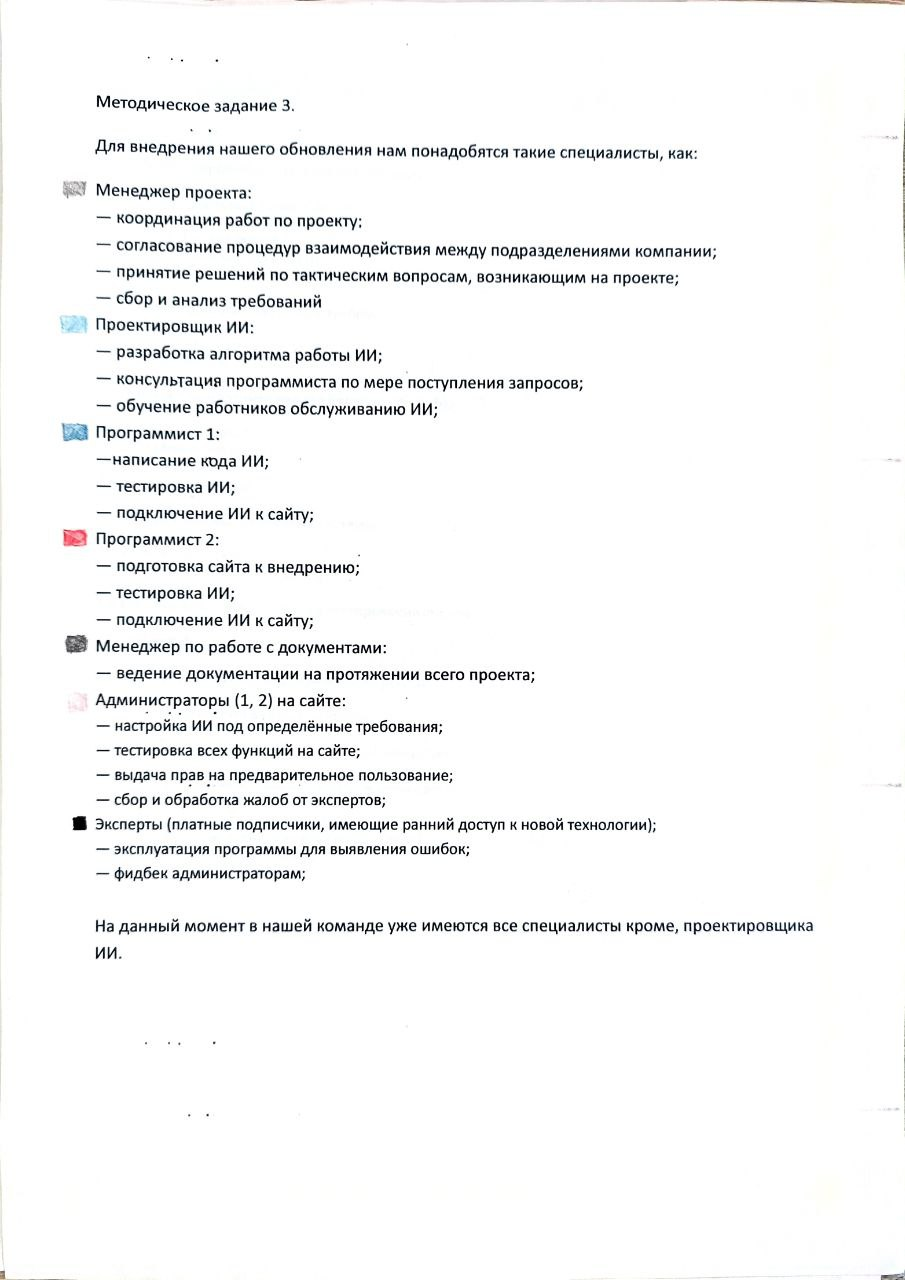 Методическое задание 3.
Для внедрения нашего обновления нам понадобятся такие специалисты, как:
Менеджер проекта:
— координация работ по проекту;
— согласование процедур взаимодействия между подразделениями компании;
— принятие решений по тактическим вопросам, возникающим на проекте;
— сбор и анализ требований
Проектировщик ИИ:
— разработка алгоритма работы ИИ;
— консультация программиста по мере поступления запросов;
— обучение работников обслуживанию ИИ;
Программист 1:
—написание кода ИИ;
— тестировка ИИ;
— подключение ИИ к сайту;
Программист 2:
— подготовка сайта к внедрению;
— тестировка ИИ;
— подключение ИИ к сайту;
Менеджер по работе с документами:
— ведение документации на протяжении всего проекта;
Администраторы (1, 2) на сайте:
— настройка ИИ под определённые требования;
— тестировка всех функций на сайте;
— выдача прав на предварительное пользование;
— сбор и обработка жалоб от экспертов;
Эксперты (платные подписчики, имеющие ранний доступ к новой технологии);
— эксплуатация программы для выявления ошибок;
— фидбек администраторам;
На данный момент в нашей команде уже имеются все специалисты кроме, проектировщика
ИИ.